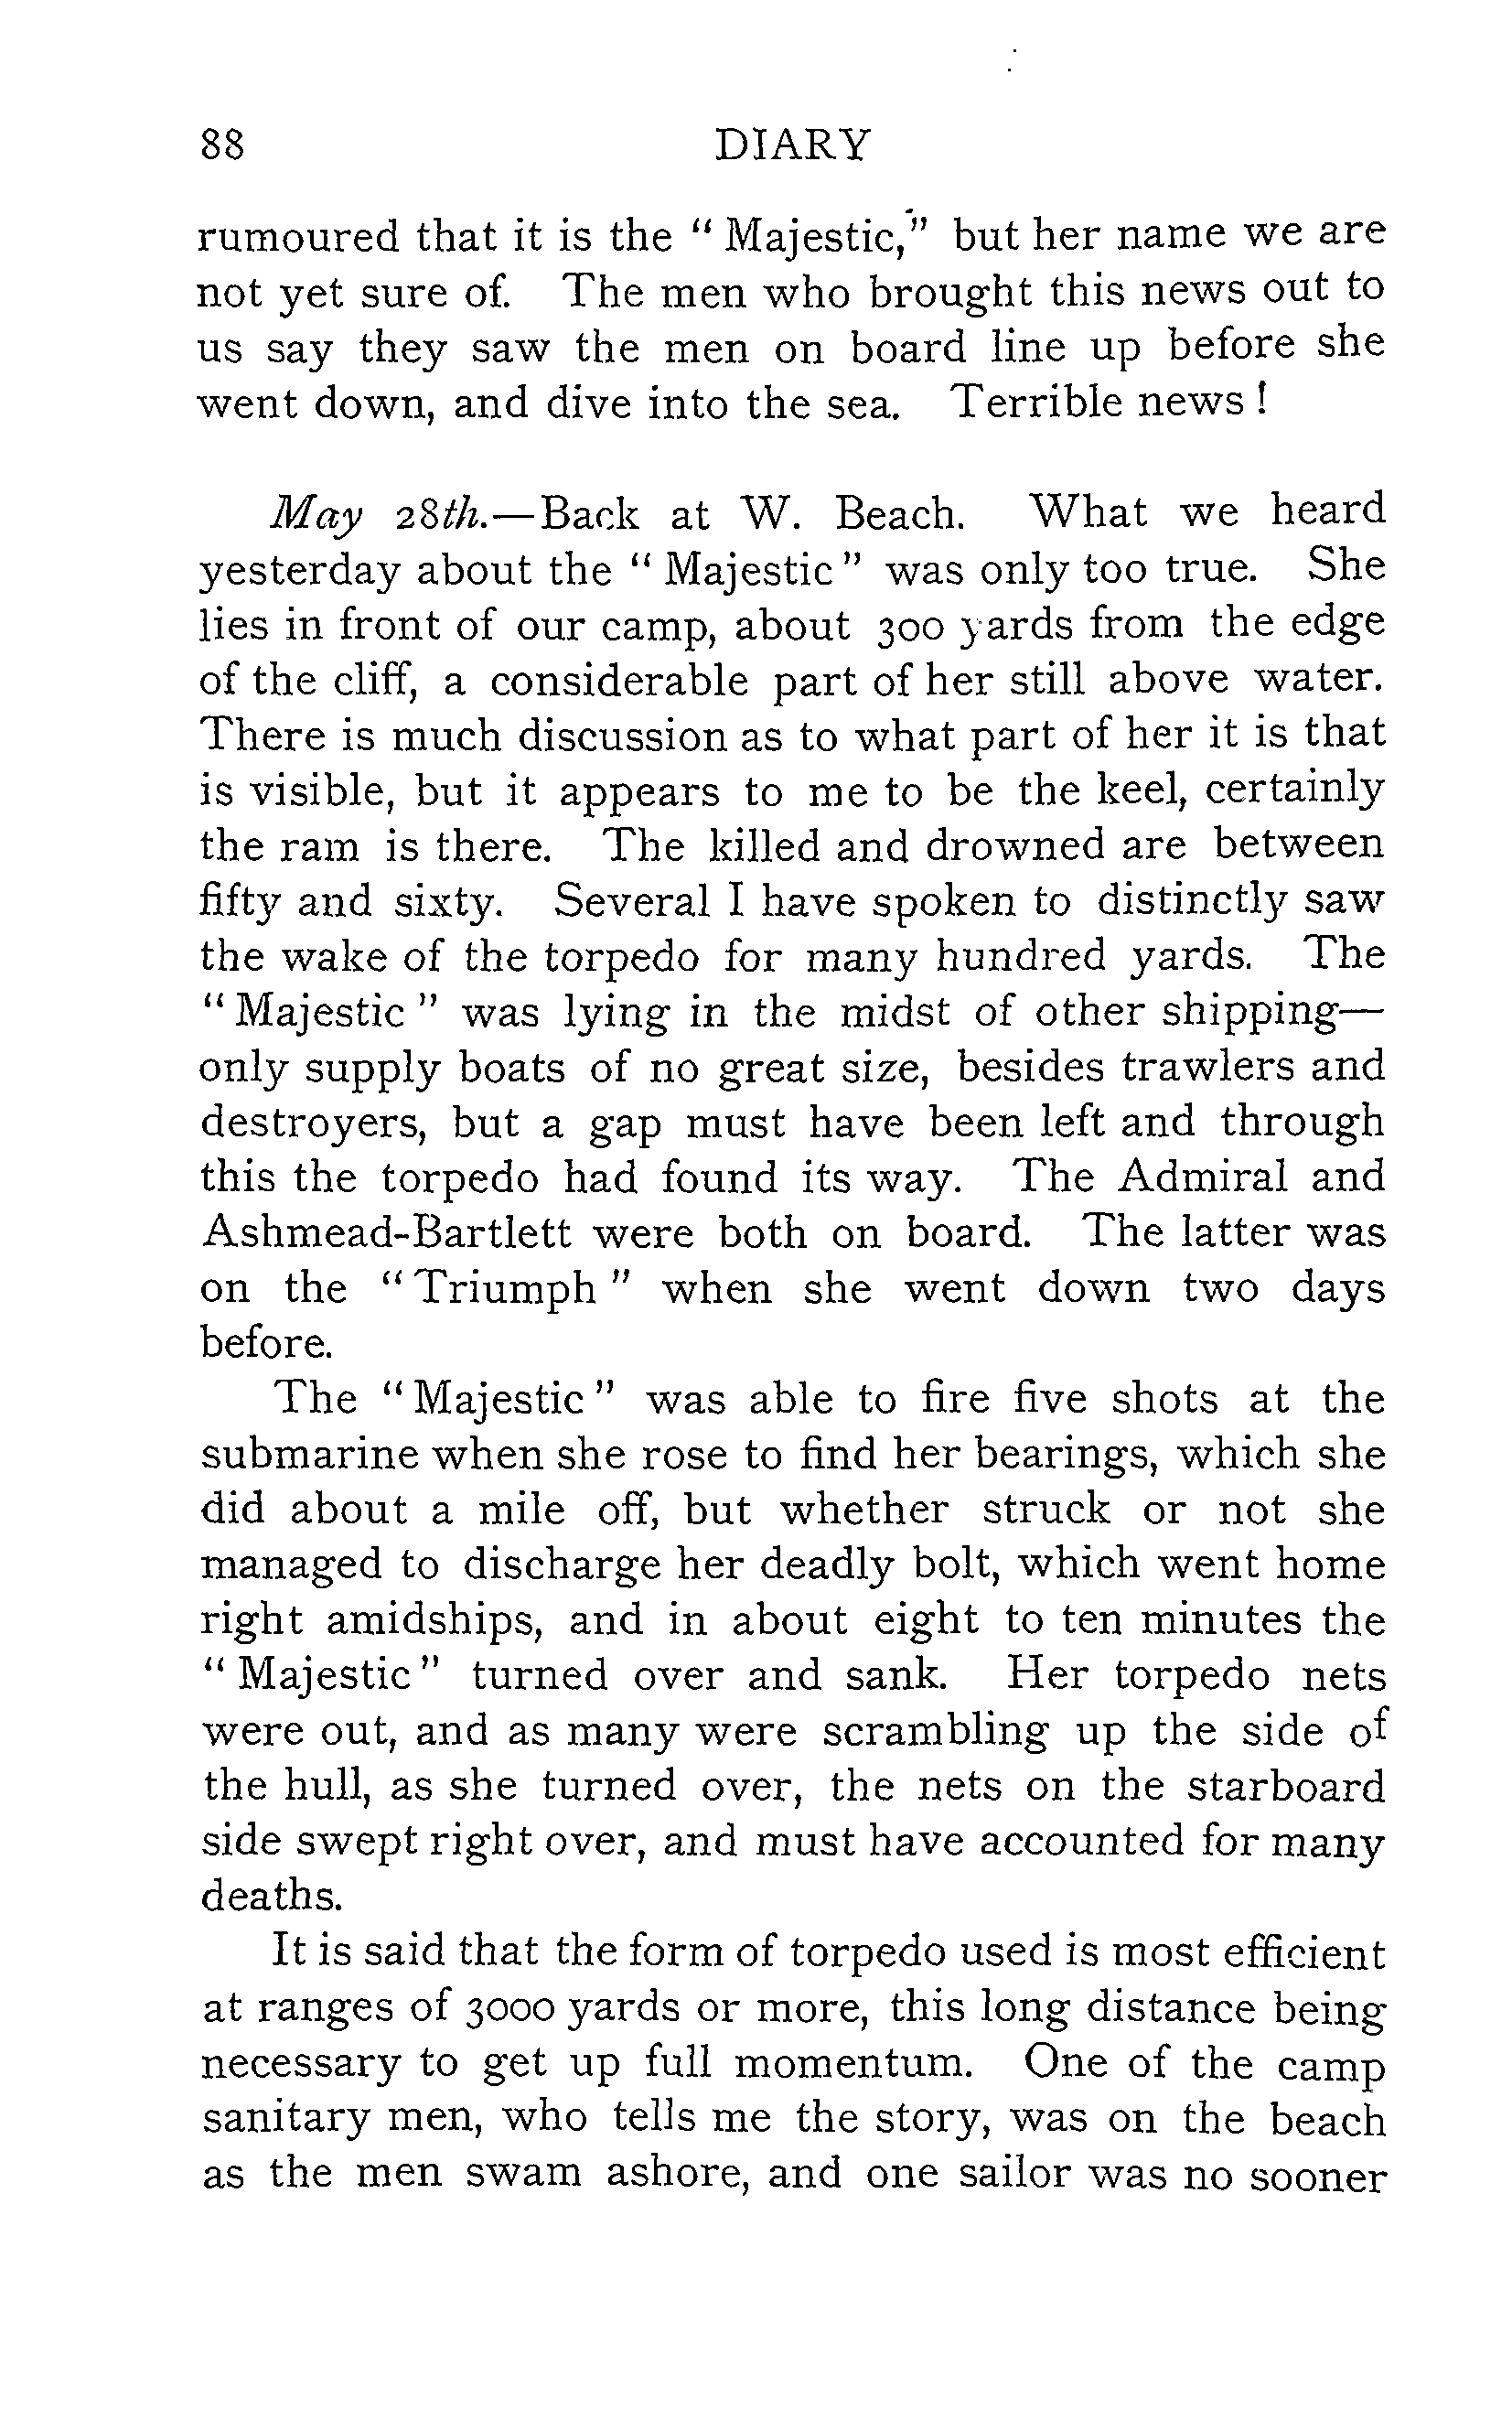 88 DIARY
rumoured that it is the " Majestic," but her name we are
not yet sure of. The men who brought this news out to
us say they saw the men on board line up before she
went down, and dive into the sea. Terrible news !
May 28th.—Back at W. Beach. What we heard
yesterday about the " Majestic " was only too true. She
lies in front of our camp, about 300 yards from the edge
of the cliff, a considerable part of her still above water.
There is much discussion as to what part of her it is that
is visible, but it appears to me to be the keel, certainly
the ram is there. The killed and drowned are between
fifty and sixty. Several I have spoken to distinctly saw
the wake of the torpedo for many hundred yards. The
" Majestic " was lying in the midst of other shipping—
only supply boats of no great size, besides trawlers and
destroyers, but a gap must have been left and through
this the torpedo had found its way. The Admiral and
Ashmead-Bartlett were both on board. The latter was
on the " Triumph " when she went down two days
before.
The " Majestic " was able to fire five shots at the
submarine when she rose to find her bearings, which she
did about a mile off, but whether struck or not she
managed to discharge her deadly bolt, which went home
right amidships, and in about eight to ten minutes the
" Majestic " turned over and sank. Her torpedo nets
were out, and as many were scrambling up the side of
the hull, as she turned over, the nets on the starboard
side swept right over, and must have accounted for many
deaths.
It is said that the form of torpedo used is most efficient
at ranges of 3000 yards or more, this long distance being
necessary to get up full momentum. One of the camp
sanitary men, who tells me the story, was on the beach
as the men swam ashore, and one sailor was no sooner